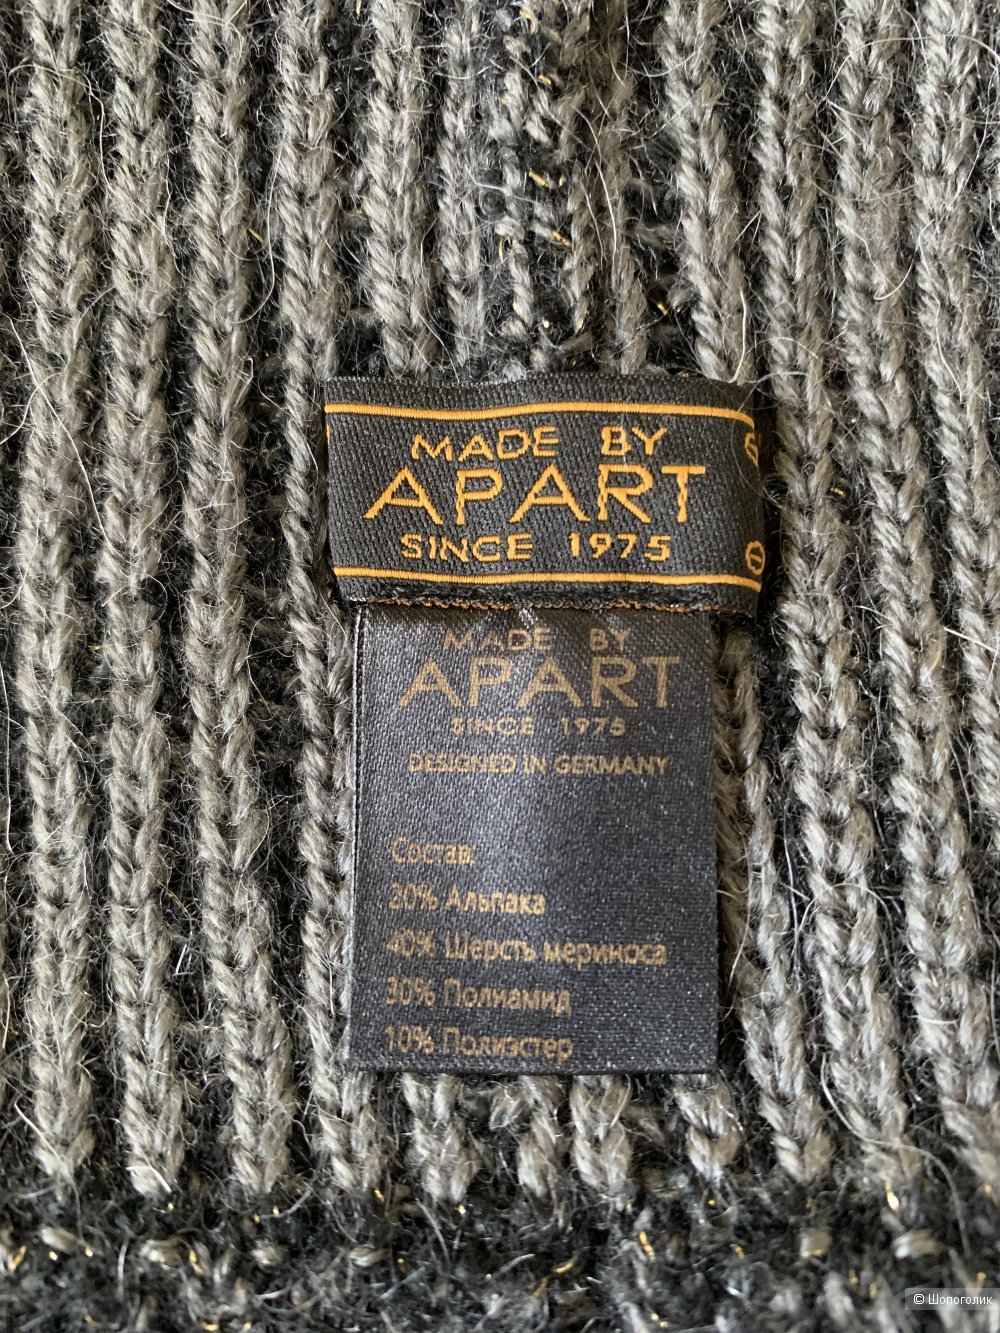 MADE BY
APART
SINCE 1975
MADE BY
APART
SINCE 1975
DESIGNED IN GERMANY
Состав:
20% Альпака
40% Шерсть мериноса
30% Полиамид
10% Полиэстер
© Шопоголик